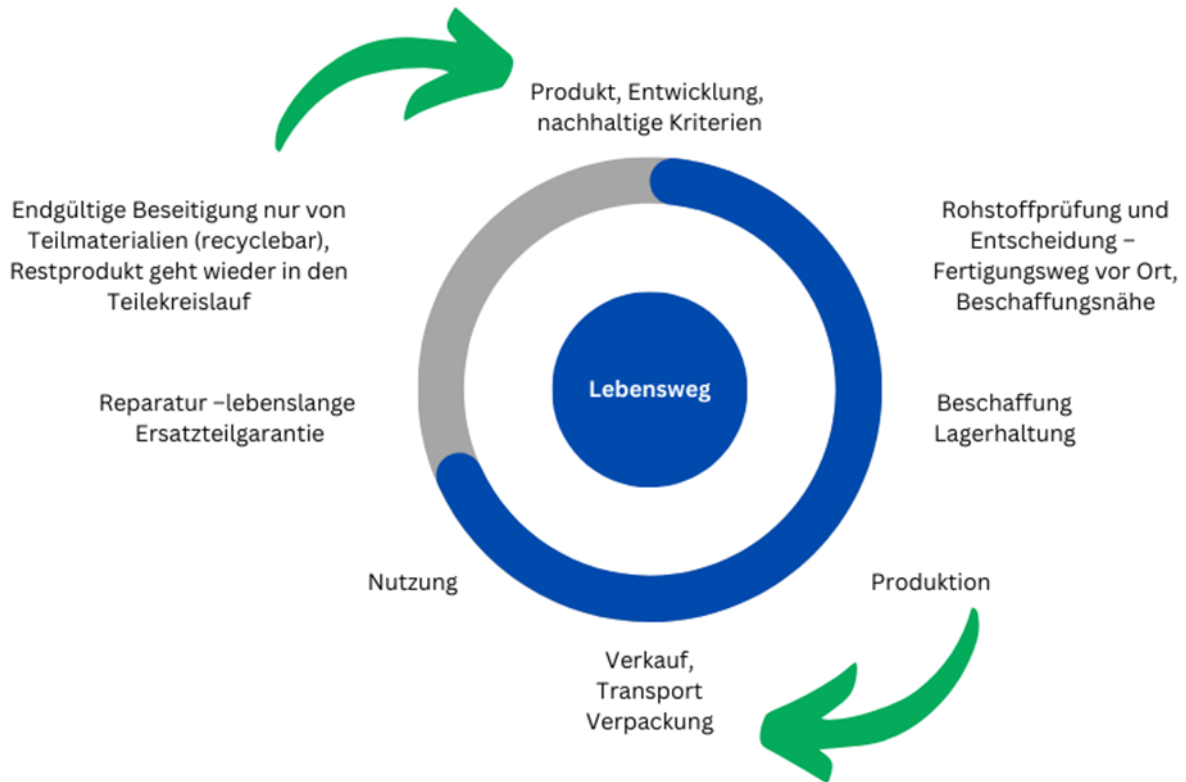 Produkt, Entwicklung,
nachhaltige Kriterien
Rohstoffprüfung und
Entscheidung –
Fertigungsweg vor Ort,
Beschaffungsnähe
Beschaffung
Lagerhaltung
Produktion
Verkauf,
Transport
Verpackung
Nutzung
Reparatur –lebenslange
Ersatzteilgarantie
Endgültige Beseitigung nur von
Teilmaterialien (recyclebar),
Restprodukt geht wieder in den
Teilekreislauf
Lebensweg